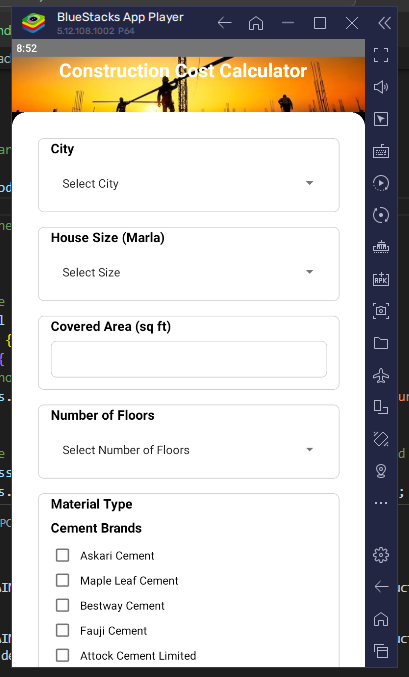 BlueStacks App Player
5.12.108.1002 P64
8:52
Construction Cost Calculator
City
Select City
House Size (Marla)
Select Size
Covered Area (sq ft)
Number of Floors
Select Number of Floors
Material Type
Cement Brands
Askari Cement
Maple Leaf Cement
Bestway Cement
Fauji Cement
Attock Cement Limited